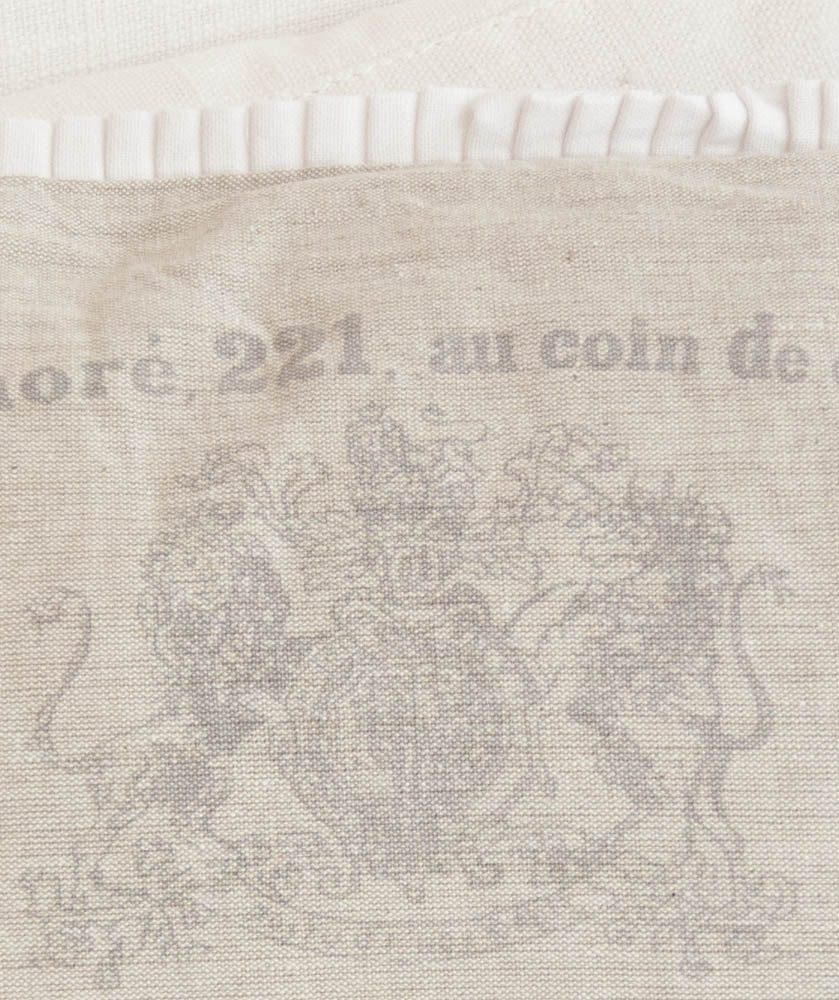 noré, 221, au coin de